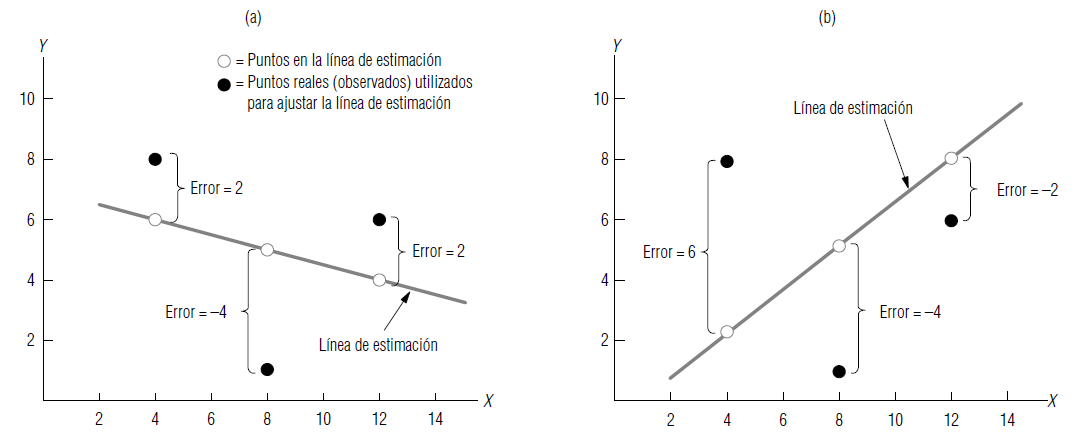 (a)
Y
= Puntos en la línea de estimación
= Puntos reales (observados) utilizados
para ajustar la línea de estimación
10
8
Error = 2
6
Error = 2
4
Error = –4
Línea de estimación
2
X
2 4 6 8 10 12 14
(b)
Y
10
Línea de estimación
8
Error = –2
6
Error = 6
4
Error = –4
2
X
2 4 6 8 10 12 14